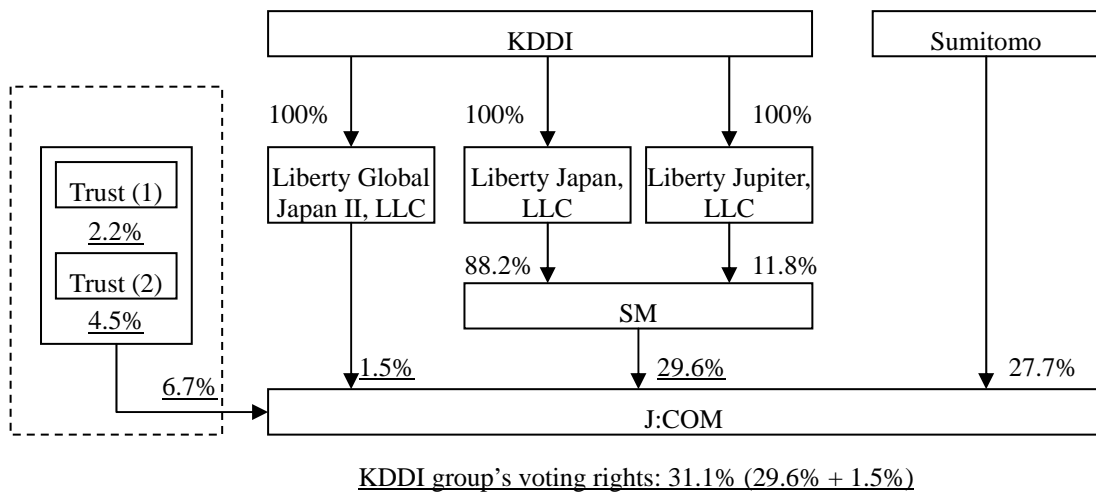 KDDI
Sumitomo
100%
100%
100%
Trust (1)
2.2%
Trust (2)
4.5%
Liberty Global
Japan II, LLC
Liberty Japan,
LLC
Liberty Jupiter,
LLC
88.2%
11.8%
SM
6.7%
1.5%
29.6%
27.7%
J:COM
KDDI group’s voting rights: 31.1% (29.6% + 1.5%)